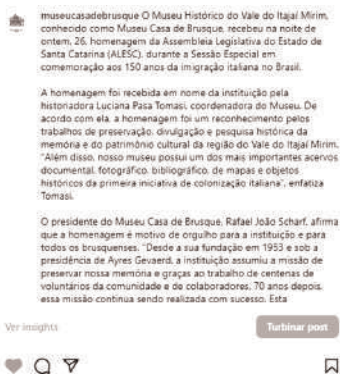 museucasadebrusque O Museu Histórico do Vale do Itajaí Mirim,
conhecido como Museu Casa de Brusque, recebeu na noite de
ontem, 26, homenagem da Assembleia Legislativa do Estado de
Santa Catarina (ALESC), durante a Sessão Especial em
comemoração aos 150 anos da imigração italiana no Brasil.
A homenagem foi recebida em nome da instituição pela
historiadora Luciana Pasa Tomasi, coordenadora do Museu. De
acordo com ela, a homenagem foi um reconhecimento pelos
trabalhos de preservação, divulgação e pesquisa histórica da
memória e do patrimônio cultural da região do Vale do Itajaí Mirim.
"Além disso, nosso museu possui um dos mais importantes acervos
documental, fotográfico, bibliográfico, de mapas e objetos
históricos da primeira iniciativa de colonização italiana", enfatiza
Tomasi.
O presidente do Museu Casa de Brusque, Rafael João Scharf, afirma
que a homenagem é motivo de orgulho para a instituição e para
todos os brusquenses. "Desde a sua fundação em 1953 e sob a
presidência de Ayres Gevaerd, a instituição assumiu a missão de
preservar nossa memória e graças ao trabalho de centenas de
voluntários da comunidade e de colaboradores, 70 anos depois,
essa missão continua sendo realizada com sucesso. Esta
Ver insights
Turbinar post